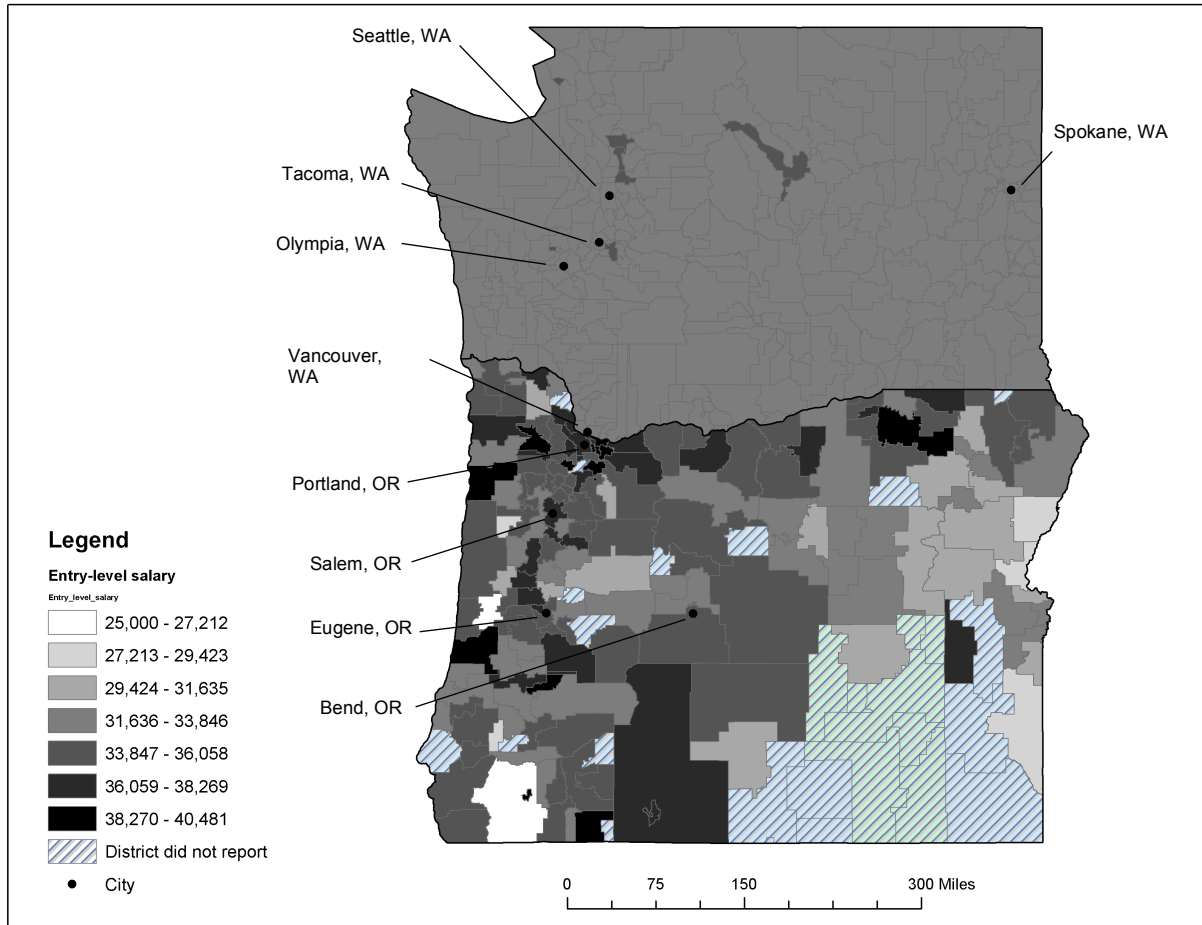 Seattle, WA
Spokane, WA
Tacoma, WA
Olympia, WA
Vancouver,
WA
Portland, OR
Salem, OR
Eugene, OR
Bend, OR
Legend
Entry-level salary
Entry_level_salary
25,000 - 27,212
27,213 - 29,423
29,424 - 31,635
31,636 - 33,846
33,847 - 36,058
36,059 - 38,269
38,270 - 40,481
District did not report
City
0 75 150 300 Miles